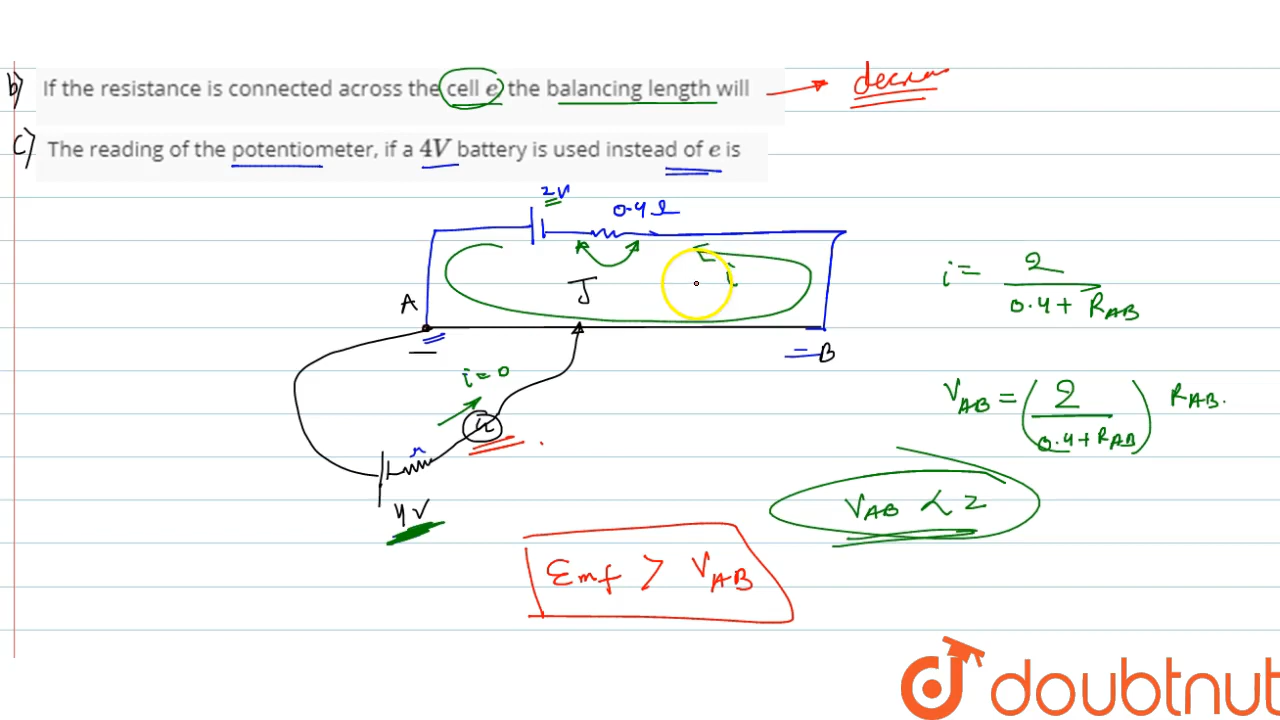 b) If the resistance is connected across the cell e the balancing length will → decreas
c) The reading of the potentiometer, if a 4V battery is used instead of e is
2V
0.4 Ω
i
J
A
B
i = 2 / 0.4 + R_AB
i = 0
V_AB = ( 2 / 0.4 + R_AB ) R_AB.
r
4V
V_AB < 2
Emf > V_AB
doubtnut